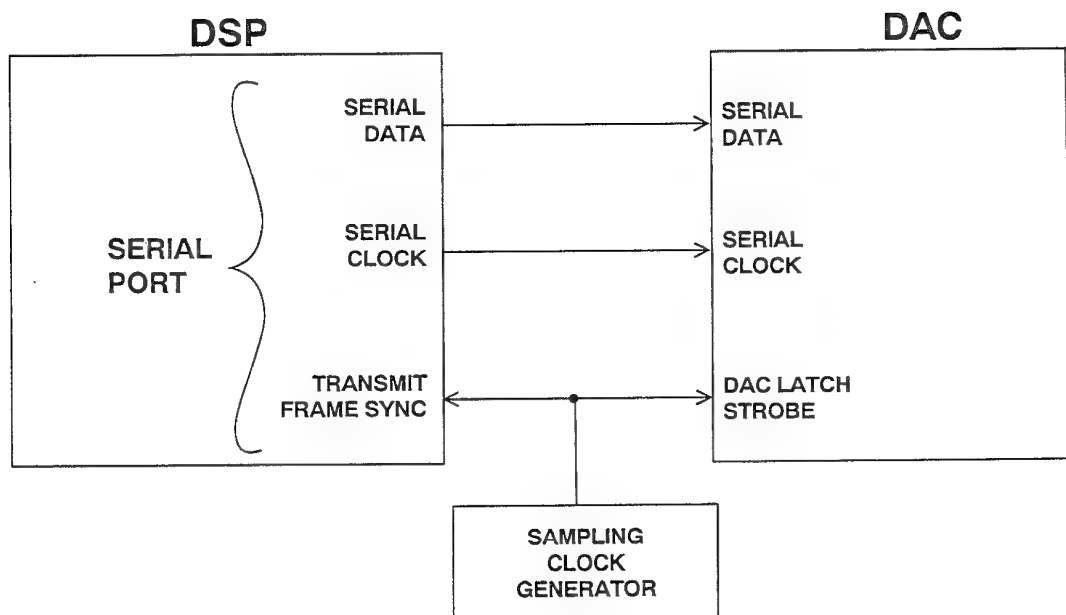 DSP
DAC
SERIAL
DATA
SERIAL
DATA
SERIAL
PORT
SERIAL
CLOCK
SERIAL
CLOCK
TRANSMIT
FRAME SYNC
DAC LATCH
STROBE
SAMPLING
CLOCK
GENERATOR